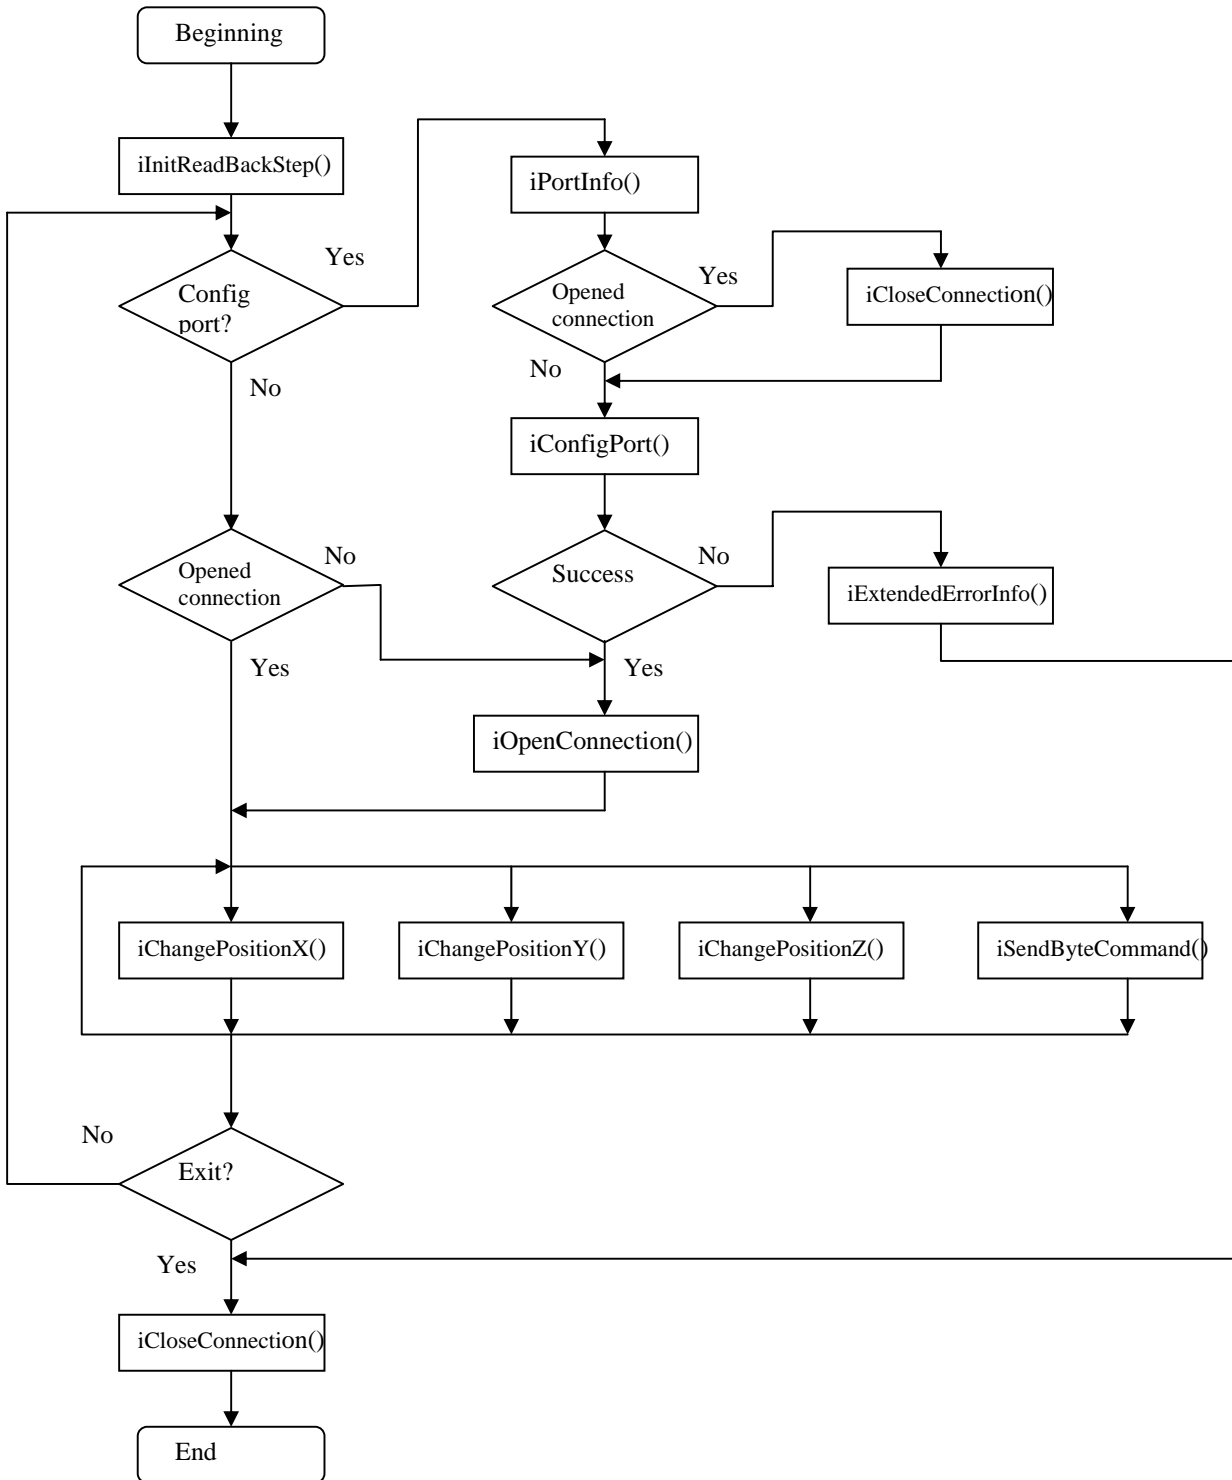 Beginning
iInitReadBackStep()
iPortInfo()
Yes
Config
port?
Opened
connection
Yes
iCloseConnection()
No
No
iConfigPort()
Opened
connection
No
Success
No
iExtendedErrorInfo()
Yes
Yes
iOpenConnection()
iChangePositionX()
iChangePositionY()
iChangePositionZ()
iSendByteCommand()
No
Exit?
Yes
iCloseConnection()
End